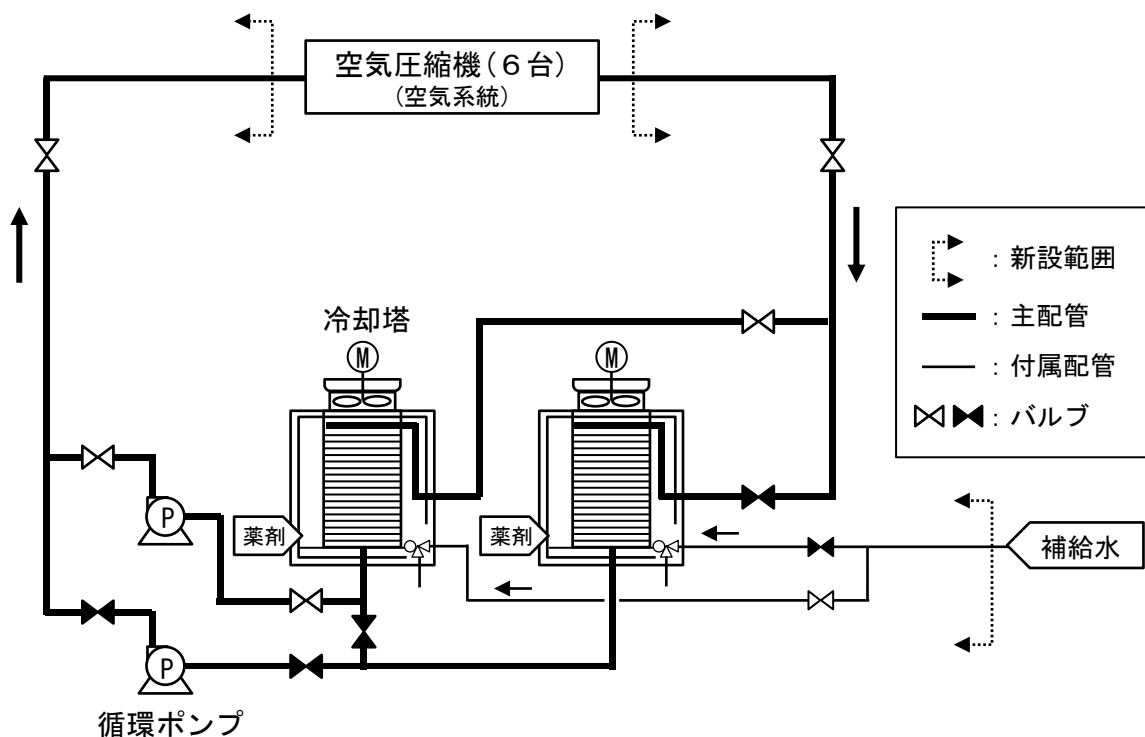 空気圧縮機(6台)
(空気系統)
:新設範囲
:主配管
:付属配管
:バルブ
冷却塔
M
M
P
薬剤
薬剤
補給水
P
循環ポンプ